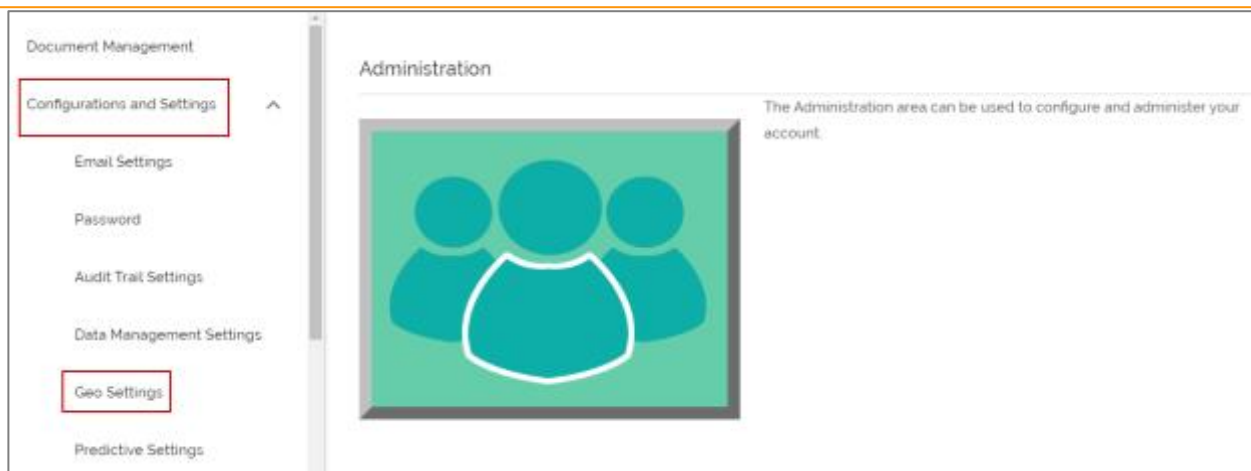 Document Management
Configurations and Settings
Email Settings
Password
Audit Trail Settings
Data Management Settings
Geo Settings
Predictive Settings
Administration
The Administration area can be used to configure and administer your
account.